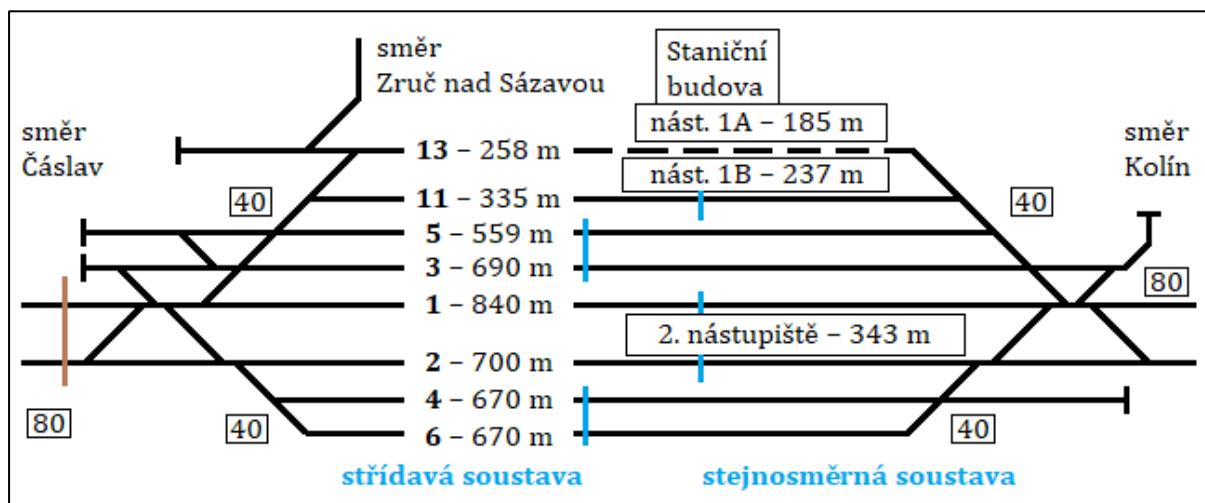 směr
Zruč nad Sázavou
Staniční
budova
nást. 1A – 185 m
směr
Čáslav
směr
Kolín
13 – 258 m
nást. 1B – 237 m
40
11 – 335 m
40
5 – 559 m
3 – 690 m
80
1 – 840 m
2. nástupiště – 343 m
2 – 700 m
4 – 670 m
80
40
6 – 670 m
40
střídavá soustava
stejnosměrná soustava